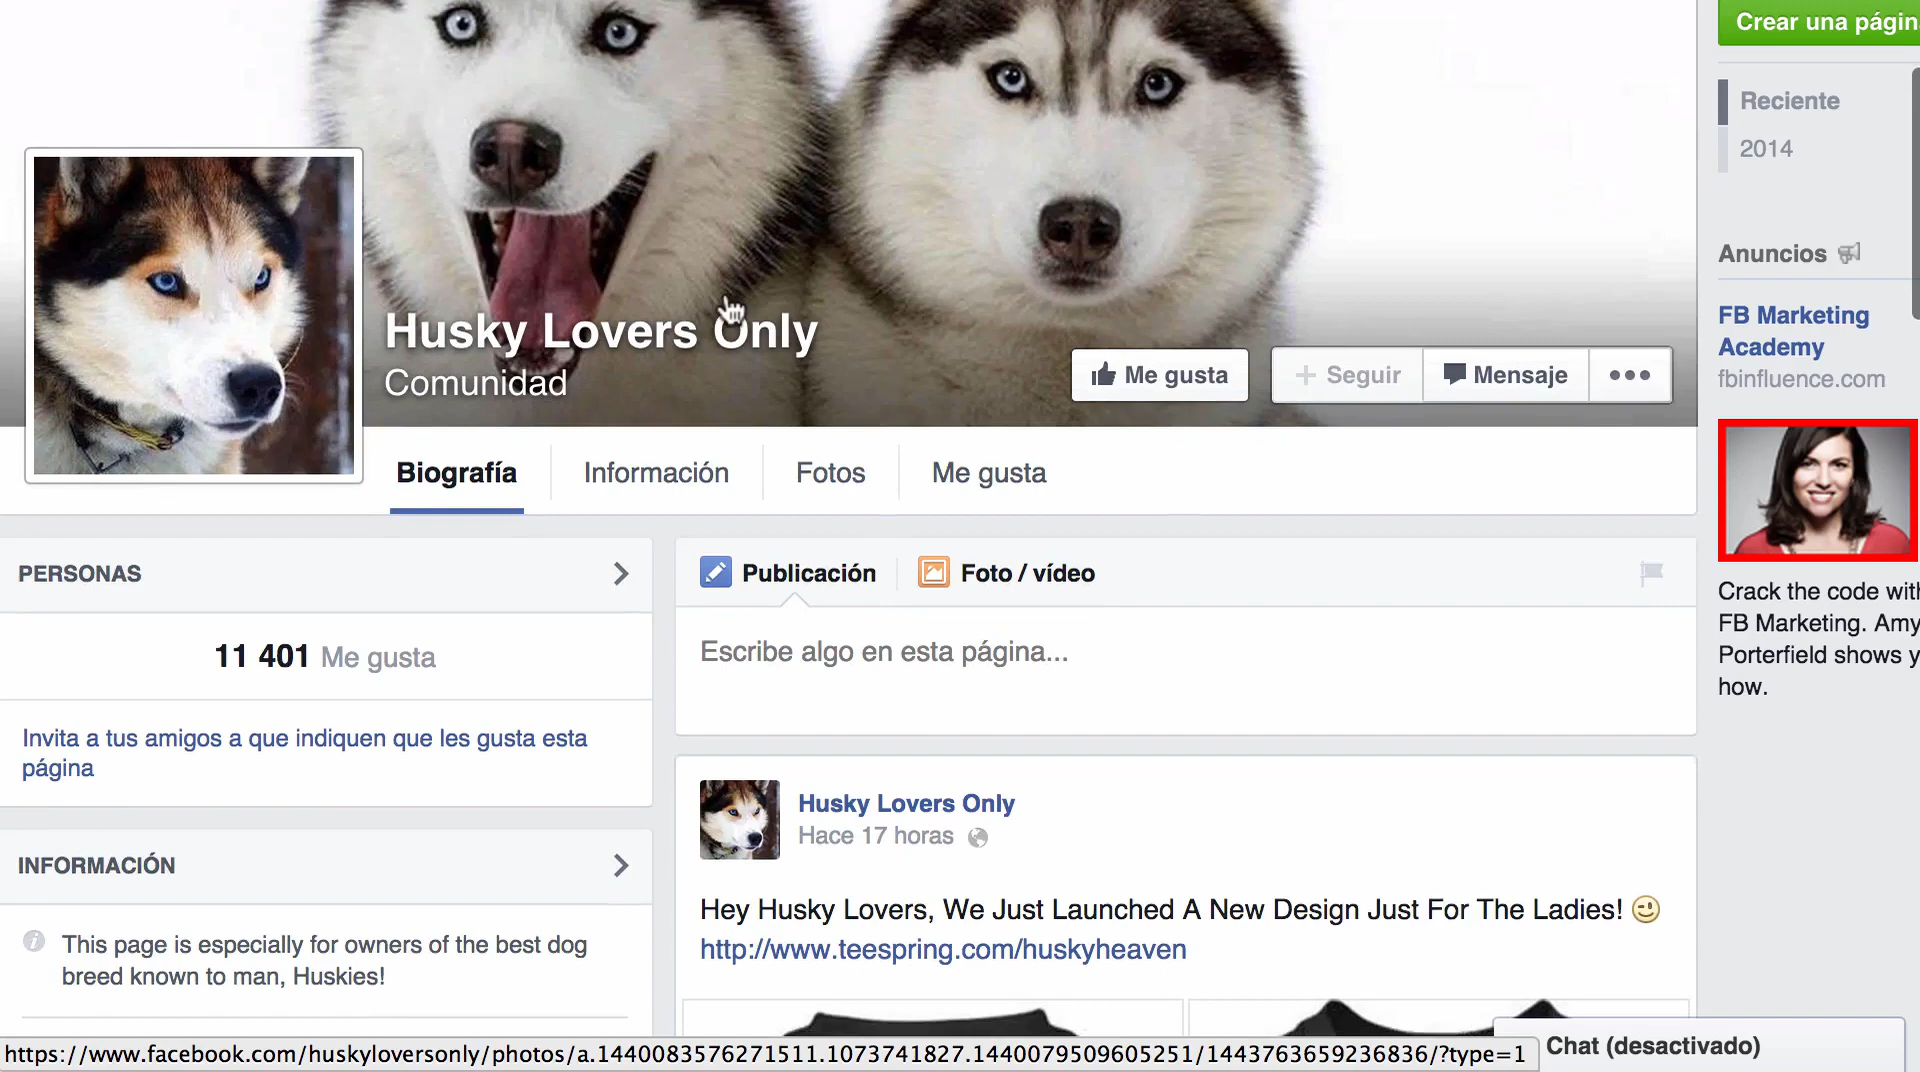 Crear una págin
Reciente
2014
Husky Lovers Only
Comunidad
Me gusta
Seguir
Mensaje
Biografía
Información
Fotos
Me gusta
Anuncios
FB Marketing
Academy
fbinfluence.com
Crack the code with
FB Marketing. Amy
Porterfield shows y
how.
PERSONAS
11 401 Me gusta
Invita a tus amigos a que indiquen que les gusta esta
página
INFORMACIÓN
This page is especially for owners of the best dog
breed known to man, Huskies!
Publicación
Foto / vídeo
Escribe algo en esta página...
Husky Lovers Only
Hace 17 horas
Hey Husky Lovers, We Just Launched A New Design Just For The Ladies!
http://www.teespring.com/huskyheaven
https://www.facebook.com/huskyloversonly/photos/a.1440083576271511.1073741827.1440079509605251/1443763659236836/?type=1
Chat (desactivado)